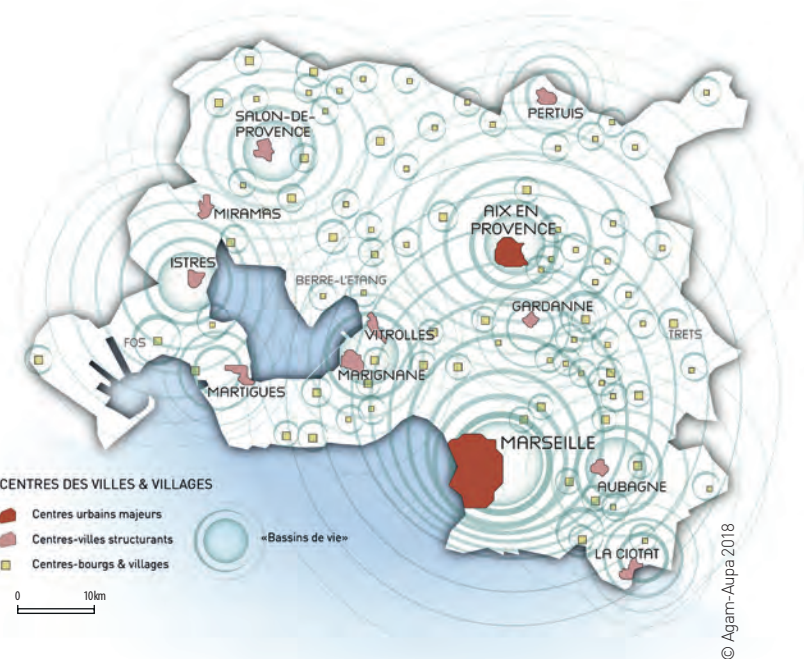 SALON-DE-
PROVENCE
PERTUIS
MIRAMAS
AIX EN
PROVENCE
ISTRES
BERRE-L'ETANG
GARDANNE
FOS
VITROLLES
TRETS
MARIGNANE
MARTIGUES
MARSEILLE
AUBAGNE
LA CIOTAT
CENTRES DES VILLES & VILLAGES
Centres urbains majeurs
Centres-villes structurants
Centres-bourgs & villages
«Bassins de vie»
0 10km
© Agam-Aupa 2018